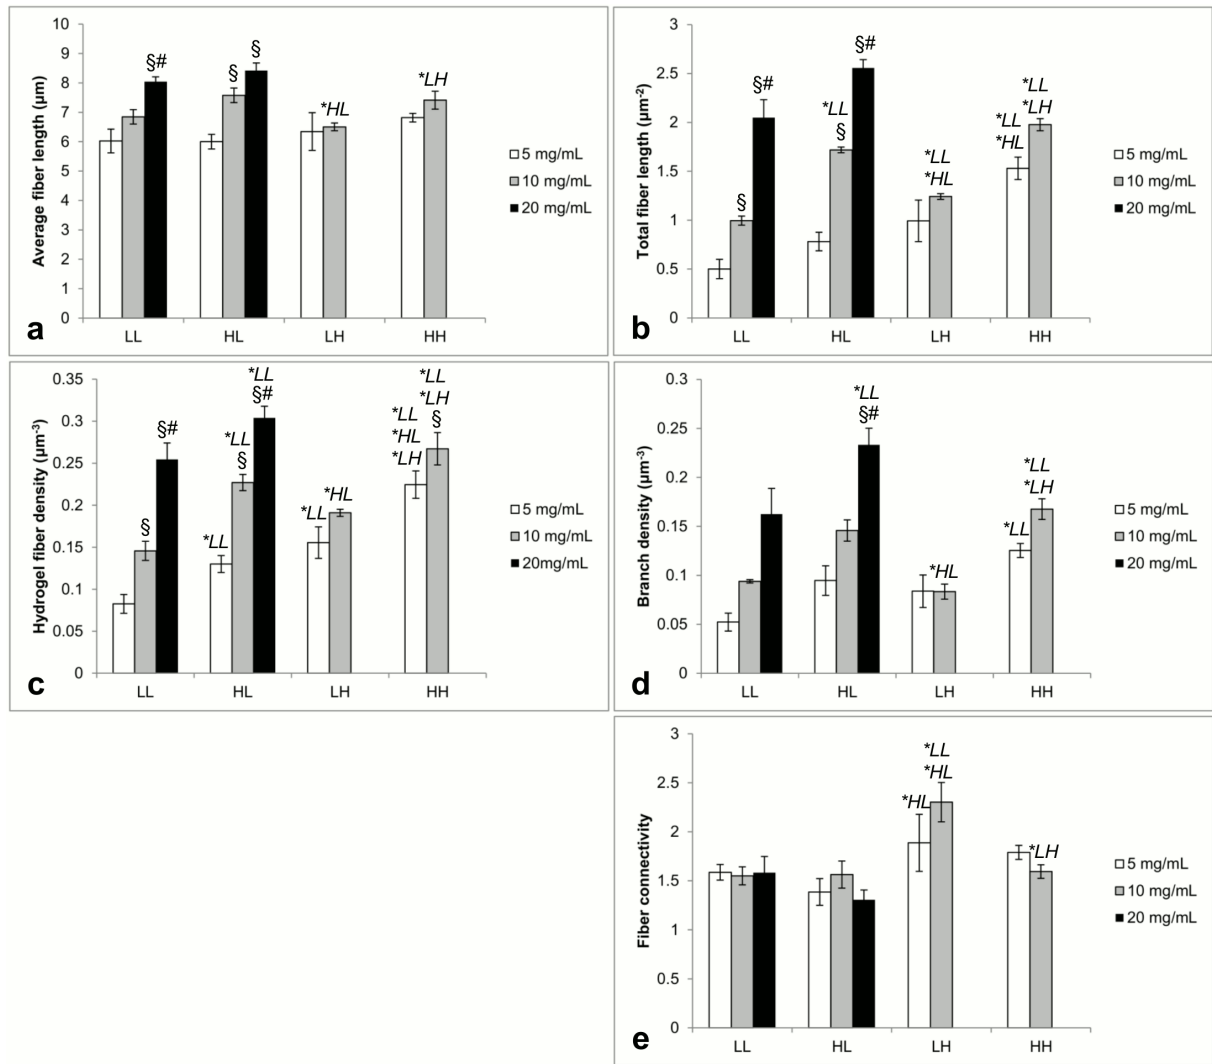 Average fiber length (μm)
10
9
8
7
6
5
4
3
2
1
0
§#
§
§
*HL
*LH
LL
HL
LH
HH
5 mg/mL
10 mg/mL
20 mg/mL
a
Total fiber length (μm-2)
3
2.5
2
1.5
1
0.5
0
§
§#
*LL
§
§#
*LL
*HL
*LL
*HL
*LL
*LH
LL
HL
LH
HH
5 mg/mL
10 mg/mL
20 mg/mL
b
Hydrogel fiber density (μm-3)
0.35
0.3
0.25
0.2
0.15
0.1
0.05
0
§
§#
*LL
*LL
§
*LL
§#
*LL
*HL
*LL
*HL
*LH
*LL
*LH
§
LL
HL
LH
HH
5 mg/mL
10 mg/mL
20mg/mL
c
Branch density (μm-3)
0.3
0.25
0.2
0.15
0.1
0.05
0
*LL
§#
*HL
*LL
*LL
*LH
LL
HL
LH
HH
5 mg/mL
10 mg/mL
20 mg/mL
d
Fiber connectivity
3
2.5
2
1.5
1
0.5
0
*HL
*LL
*HL
*LH
LL
HL
LH
HH
5 mg/mL
10 mg/mL
20 mg/mL
e